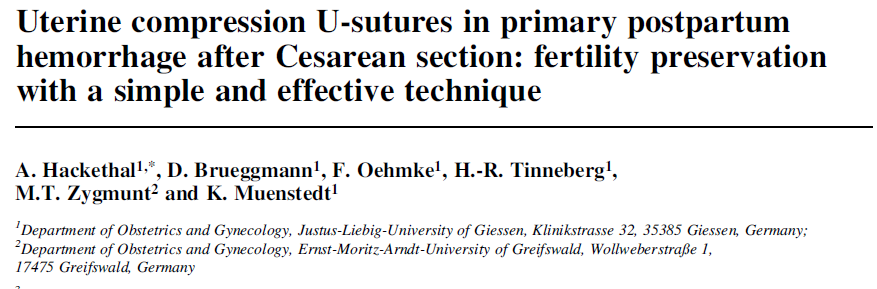 Uterine compression U-sutures in primary postpartum
hemorrhage after Cesarean section: fertility preservation
with a simple and effective technique
A. Hackethal1,*, D. Brueggmann1, F. Oehmke1, H.-R. Tinneberg1,
M.T. Zygmunt2 and K. Muenstedt1
1Department of Obstetrics and Gynecology, Justus-Liebig-University of Giessen, Klinikstrasse 32, 35385 Giessen, Germany;
2Department of Obstetrics and Gynecology, Ernst-Moritz-Arndt-University of Greifswald, Wollweberstraße 1,
17475 Greifswald, Germany